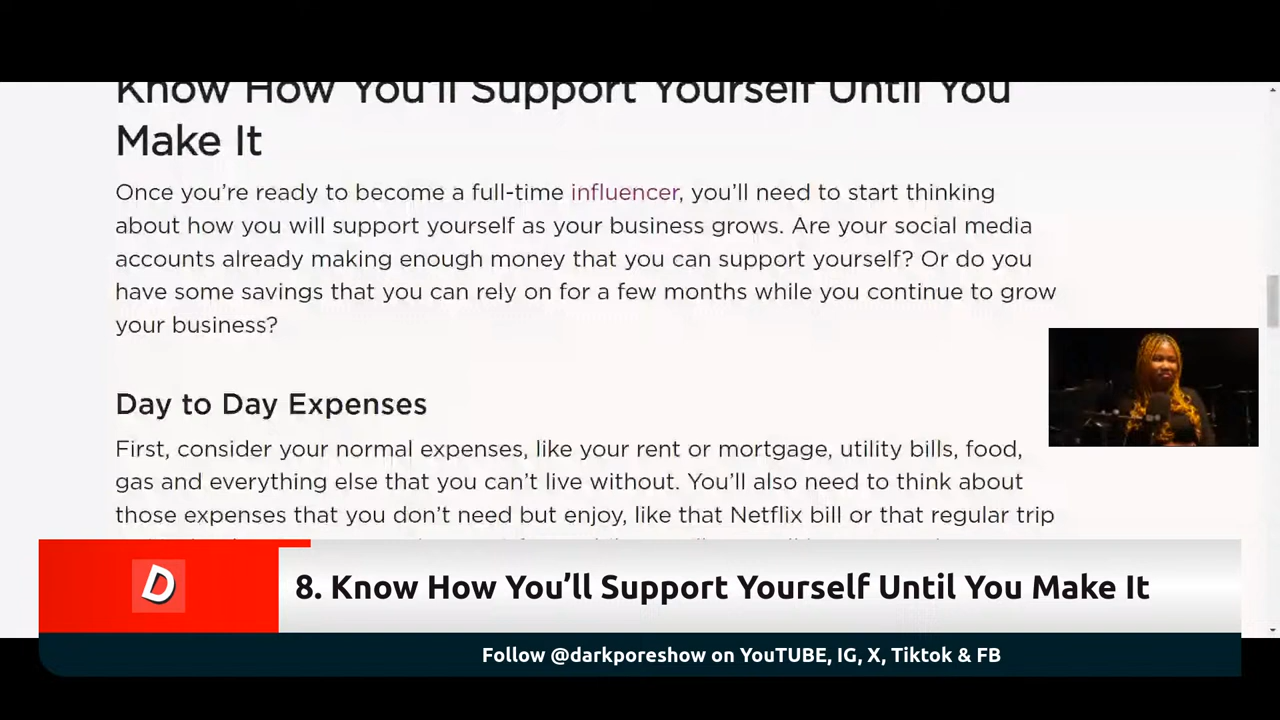 Know How You'll Support Yourself Until You
Make It
Once you're ready to become a full-time influencer, you'll need to start thinking
about how you will support yourself as your business grows. Are your social media
accounts already making enough money that you can support yourself? Or do you
have some savings that you can rely on for a few months while you continue to grow
your business?
Day to Day Expenses
First, consider your normal expenses, like your rent or mortgage, utility bills, food,
gas and everything else that you can't live without. You'll also need to think about
those expenses that you don't need but enjoy, like that Netflix bill or that regular trip
D
8. Know How You'll Support Yourself Until You Make It
Follow @darkporeshow on YouTUBE, IG, X, Tiktok & FB